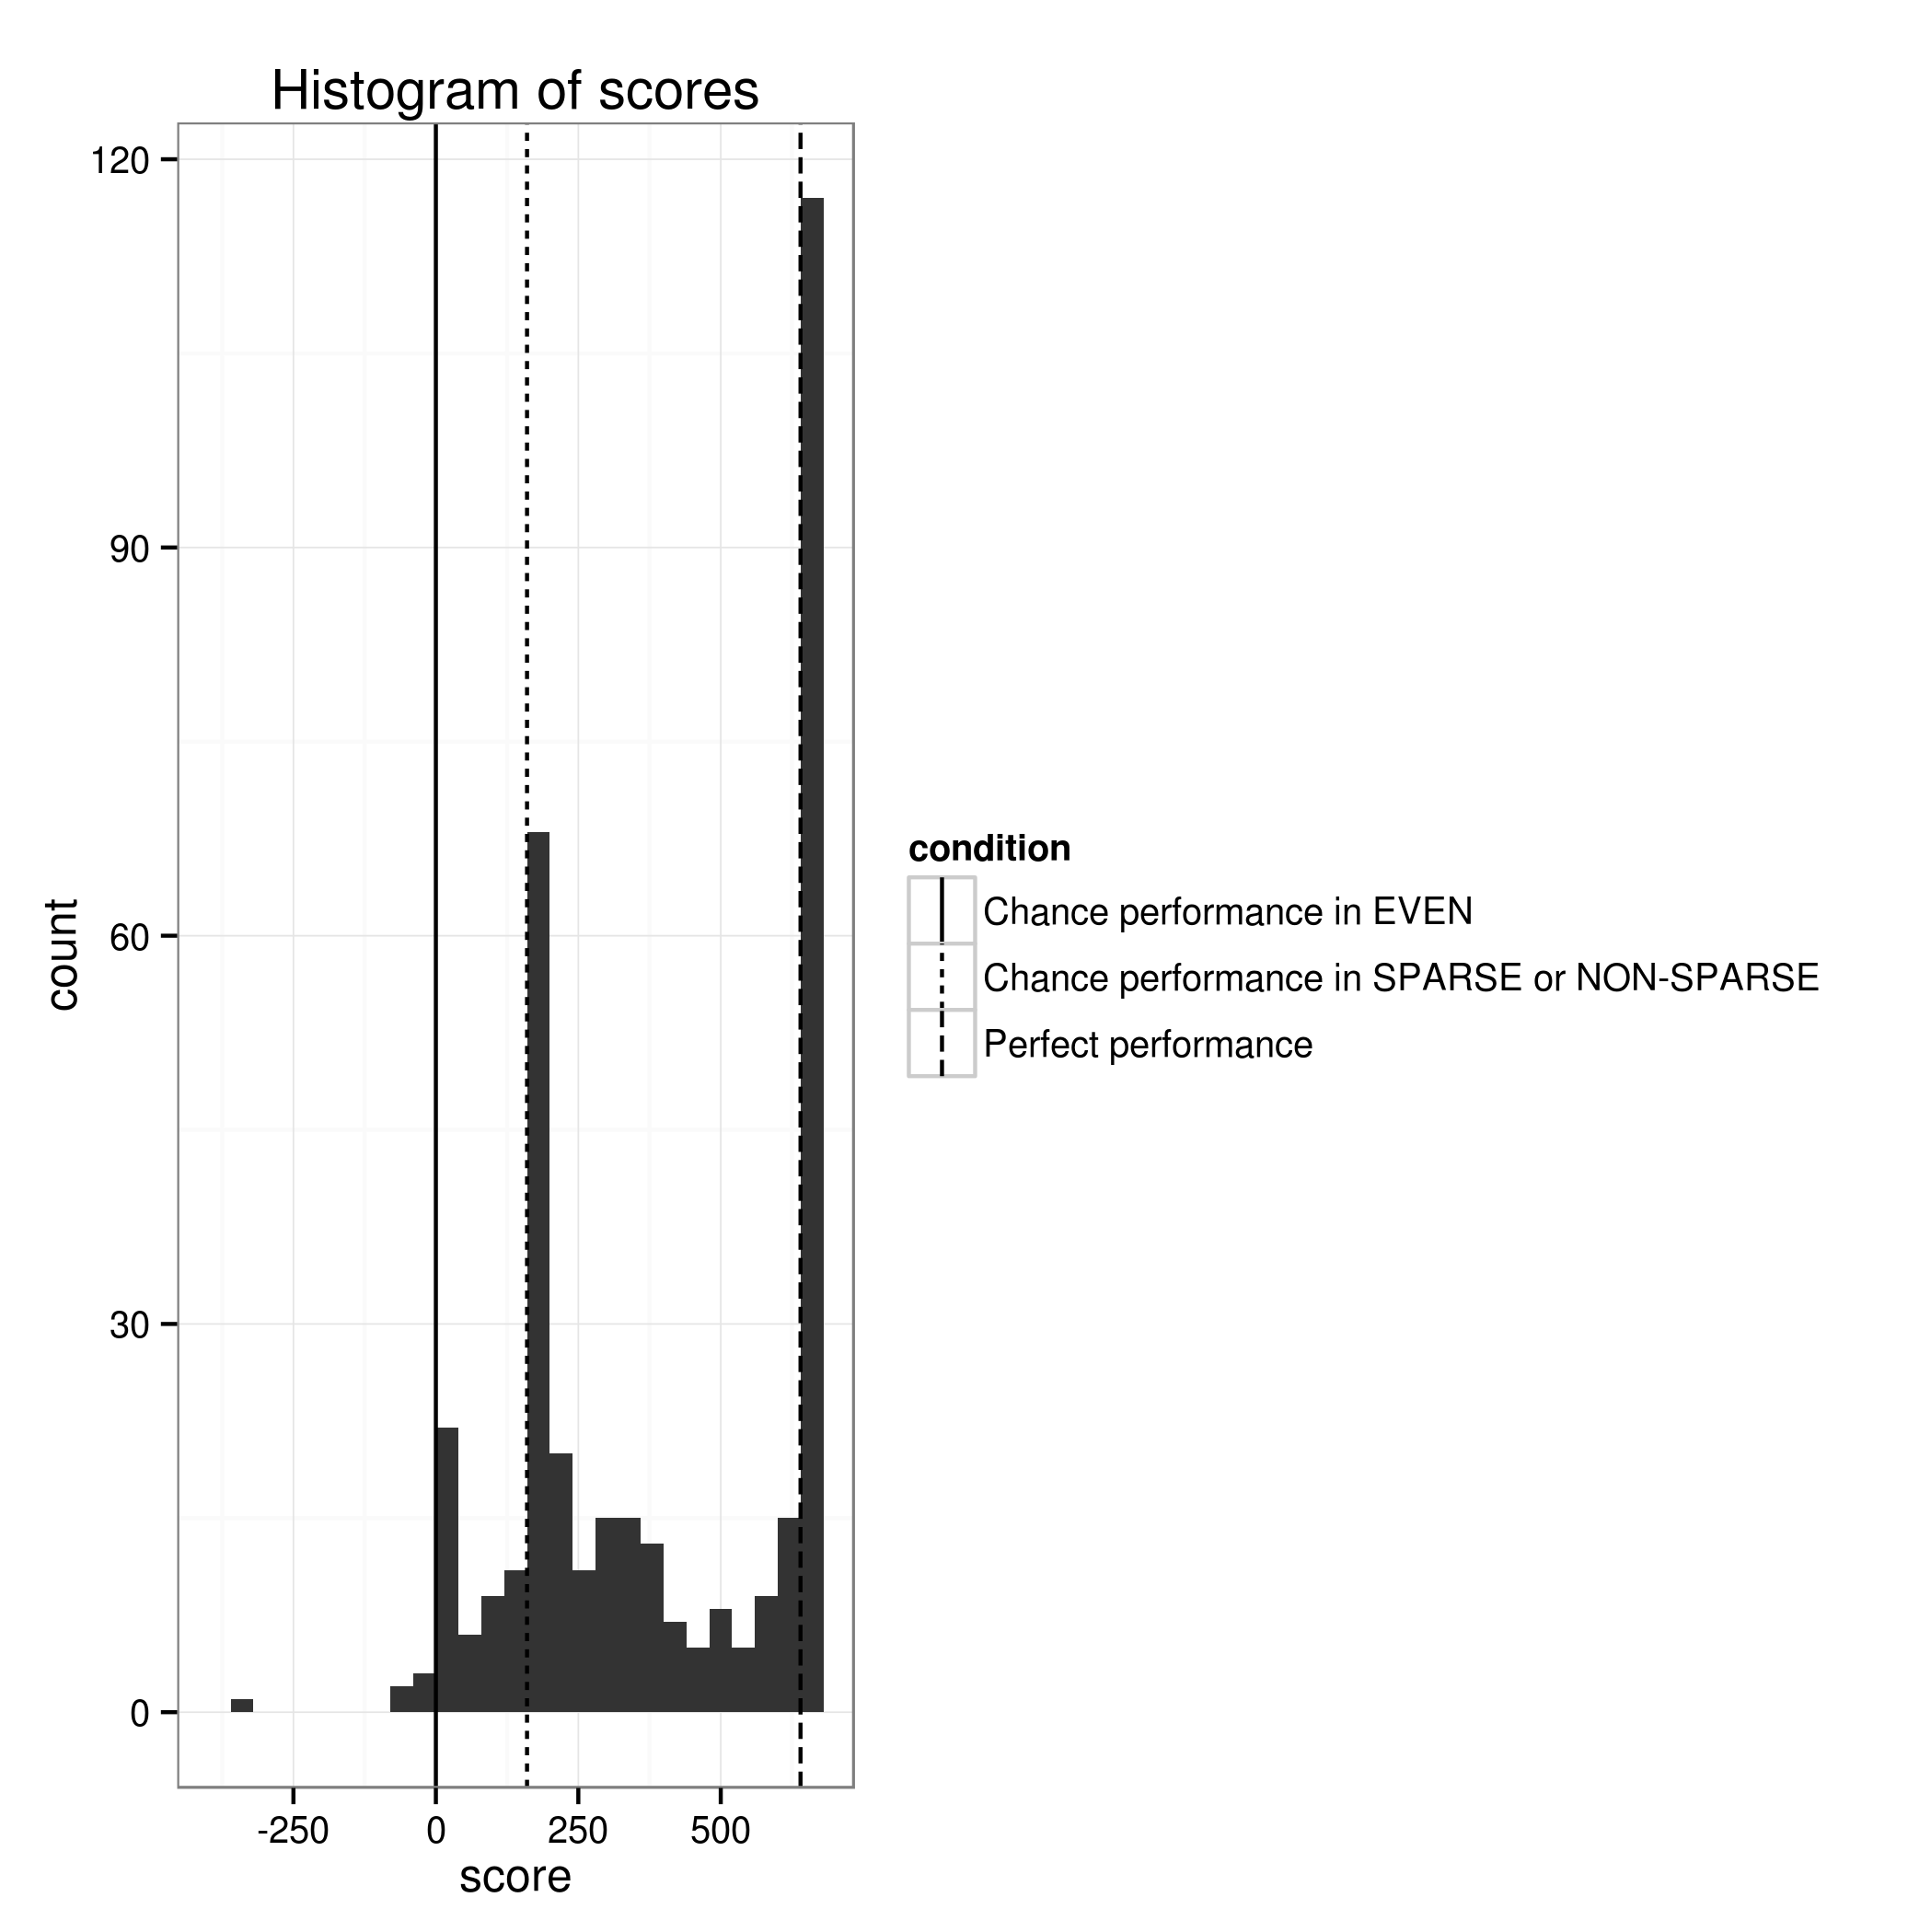 Histogram of scores
120
90
60
30
0
count
-250 0 250 500
score
condition
Chance performance in EVEN
Chance performance in SPARSE or NON-SPARSE
Perfect performance